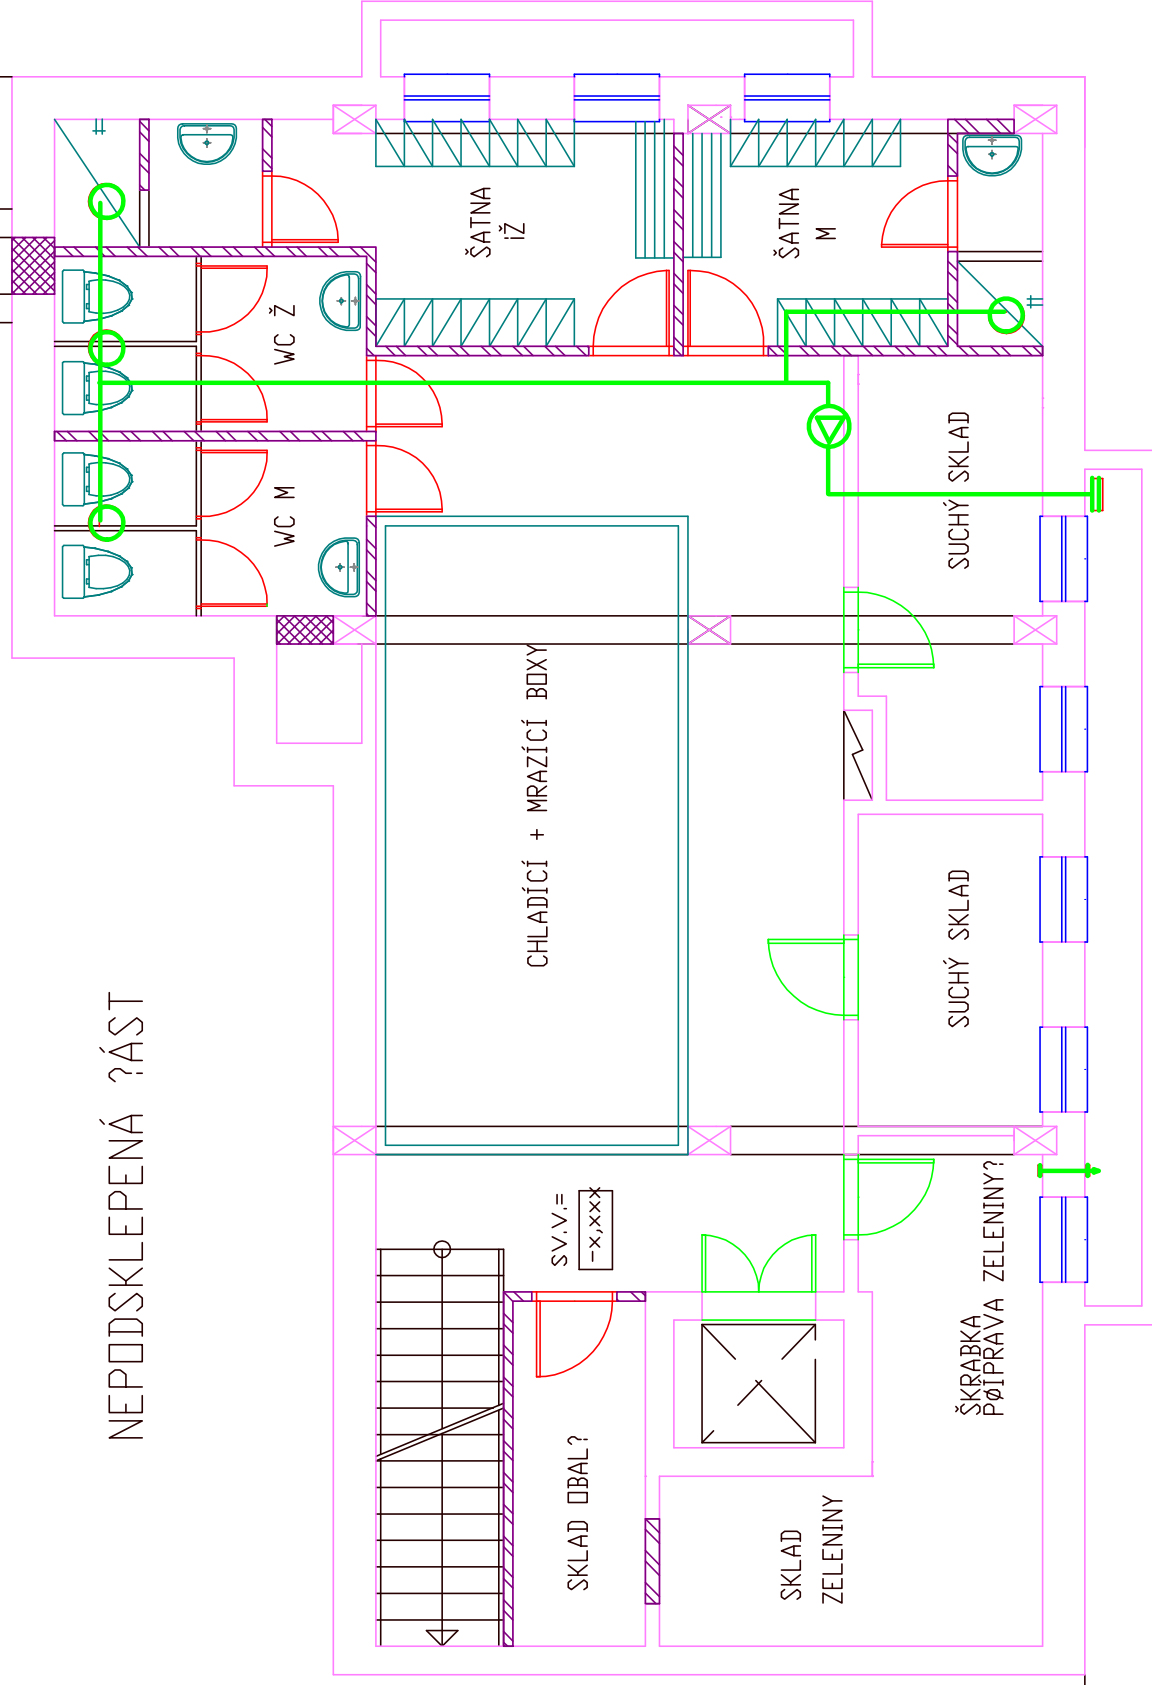 ŠATNA
iŽ
ŠATNA
M
WC Ž
WC M
SUCHÝ SKLAD
CHLADÍCÍ + MRAZÍCÍ BOXY
SUCHÝ SKLAD
NEPODSKLEPENÁ ?ÁST
SV.V.=
-x,xxx
ŠKRABKA
PØÍPRAVA ZELENINY?
SKLAD OBAL?
SKLAD
ZELENINY